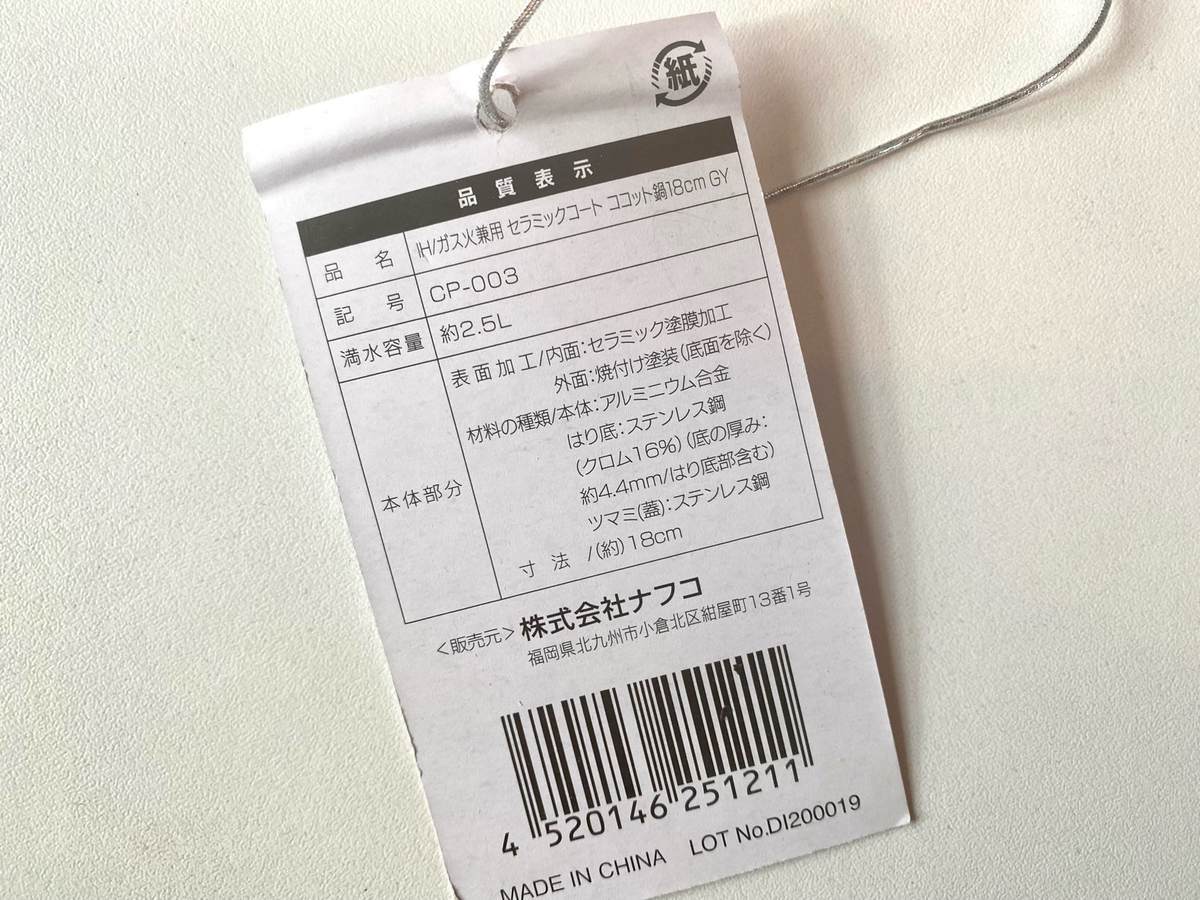 紙
品質表示
品名 IH/ガス火兼用 セラミックコート ココット鍋18cm GY
記号 CP-003
満水容量 約2.5L
本体部分
表面加工/内面:セラミック塗膜加工
外面:焼付け塗装(底面を除く)
材料の種類/本体:アルミニウム合金
はり底:ステンレス鋼
(クロム16%)(底の厚み:
約4.4mm/はり底部含む)
ツマミ(蓋):ステンレス鋼
寸法 /(約)18cm
<販売元>株式会社ナフコ
福岡県北九州市小倉北区紺屋町13番1号
4 520146 251211
MADE IN CHINA LOT No.DI200019